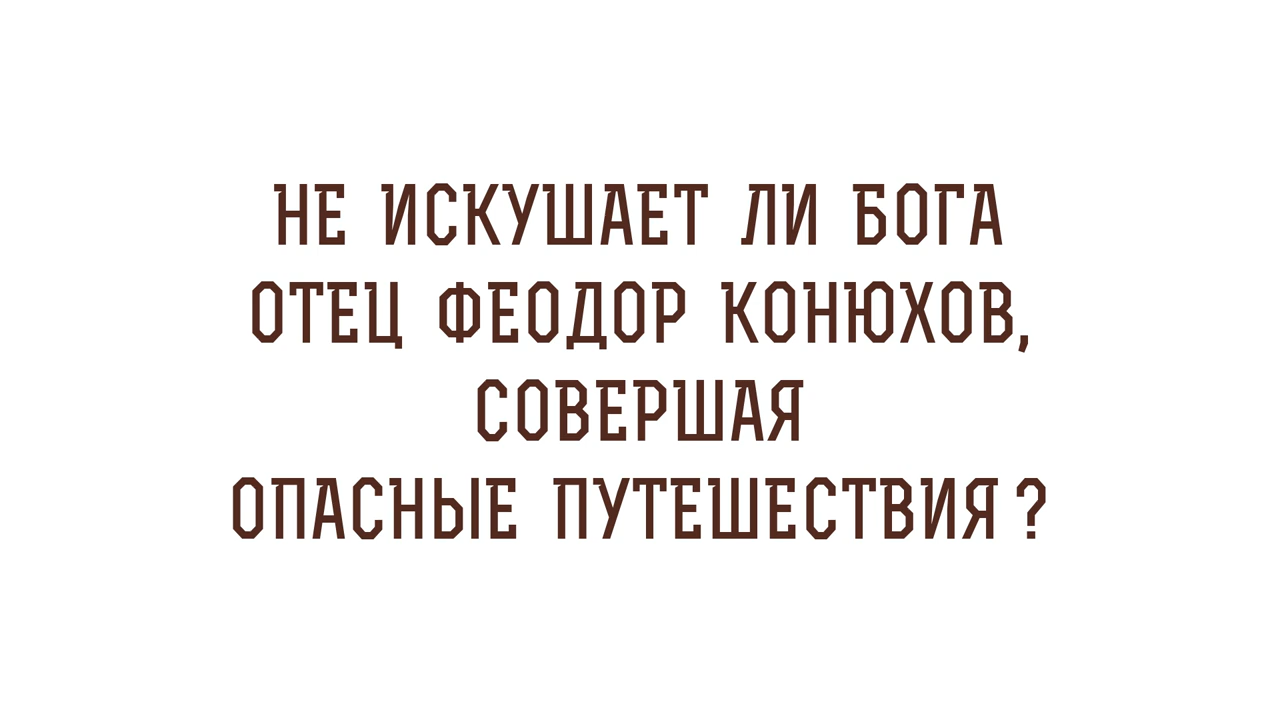 НЕ ИСКУШАЕТ ЛИ БОГА
ОТЕЦ ФЕОДОР КОНЮХОВ,
СОВЕРШАЯ
ОПАСНЫЕ ПУТЕШЕСТВИЯ?